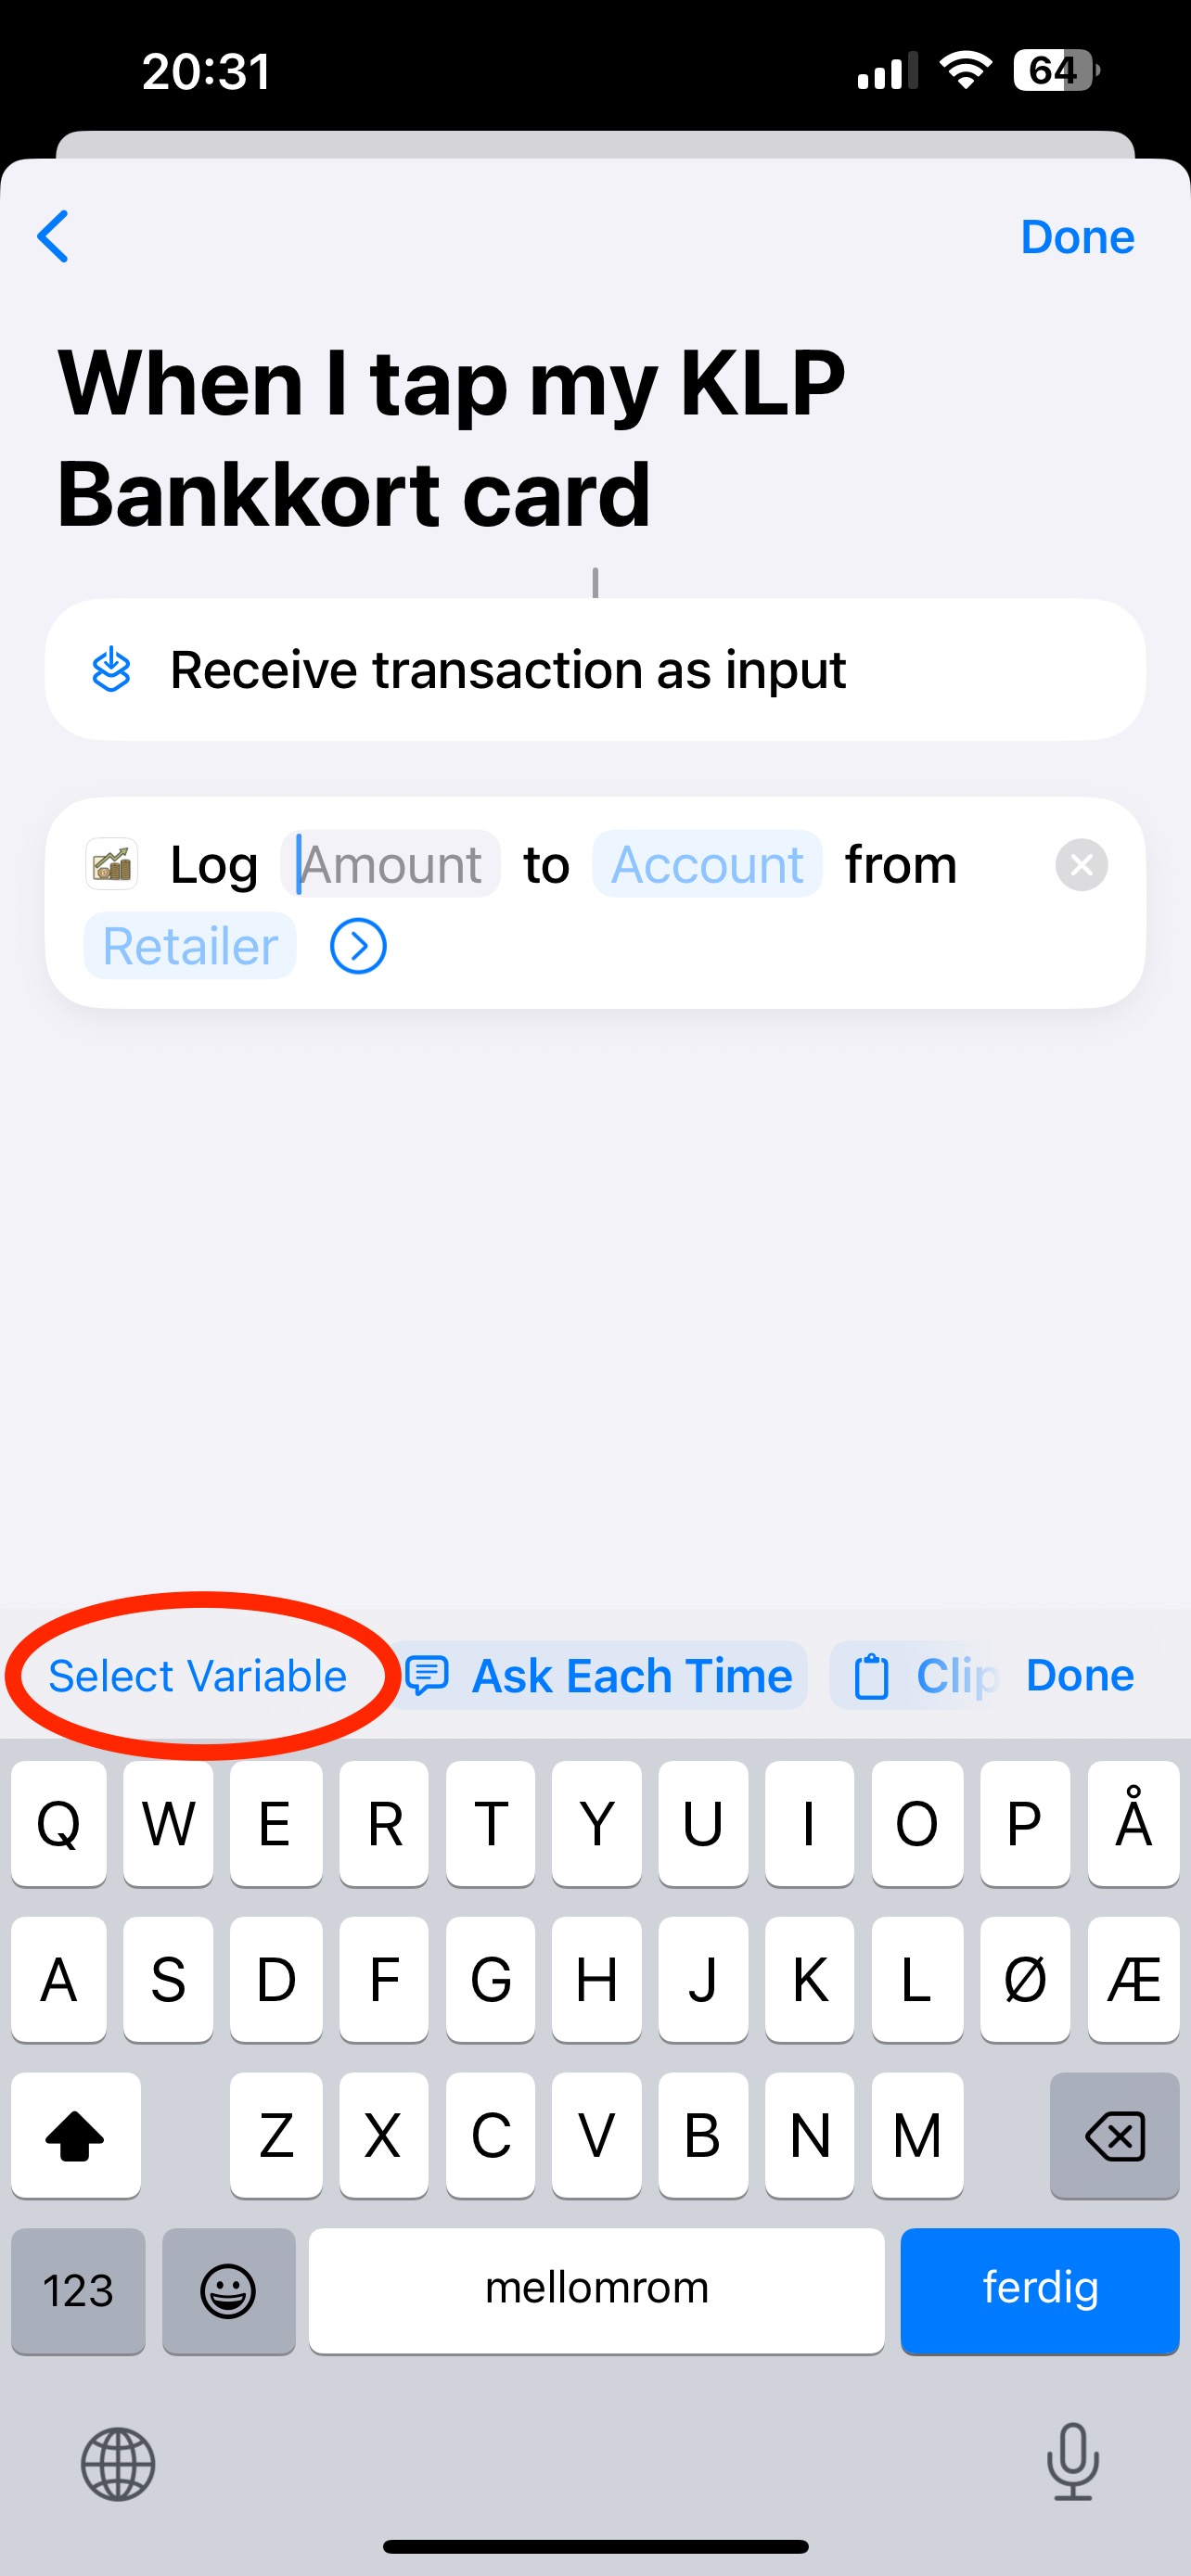 20:31
64
Done
When I tap my KLP
Bankkort card
Receive transaction as input
Log Amount to Account from
Retailer
Select Variable Ask Each Time Clip Done
Q W E R T Y U I O P Å
A S D F G H J K L Ø Æ
Z X C V B N M
123 mellomrom ferdig